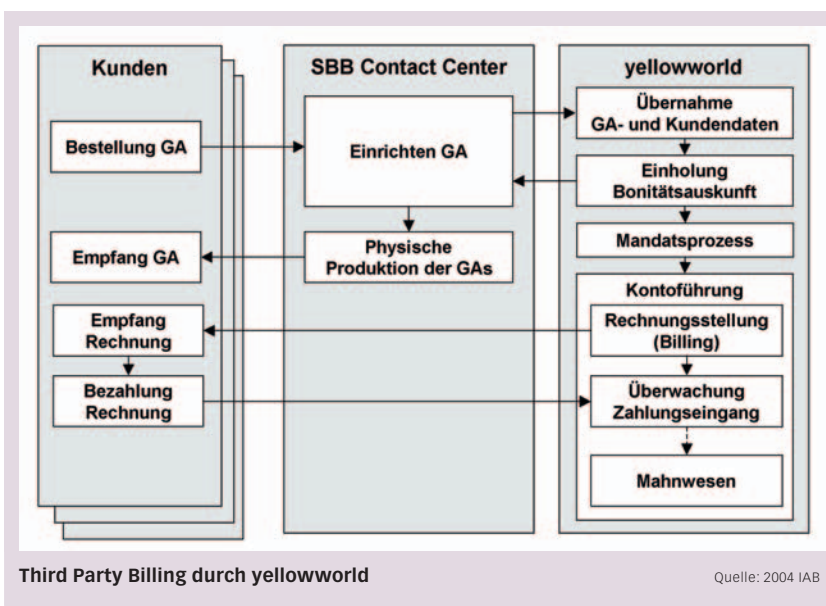 Kunden
Bestellung GA
Empfang GA
Empfang
Rechnung
Bezahlung
Rechnung
SBB Contact Center
Einrichten GA
Physische
Produktion der GAs
yellowworld
Übernahme
GA- und Kundendaten
Einholung
Bonitätsauskunft
Mandatsprozess
Kontoführung
Rechnungsstellung
(Billing)
Überwachung
Zahlungseingang
Mahnwesen
Third Party Billing durch yellowworld
Quelle: 2004 IAB